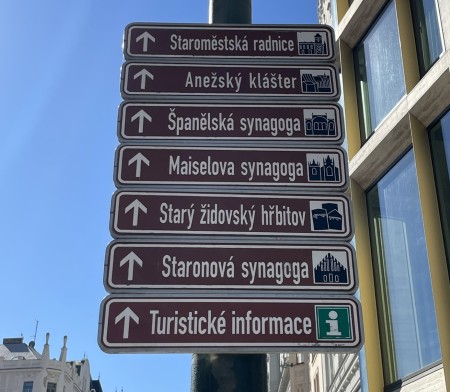 Staroměstská radnice
Anežský klášter
Španělská synagoga
Maiselova synagoga
Starý židovský hřbitov
Staronová synagoga
Turistické informace i